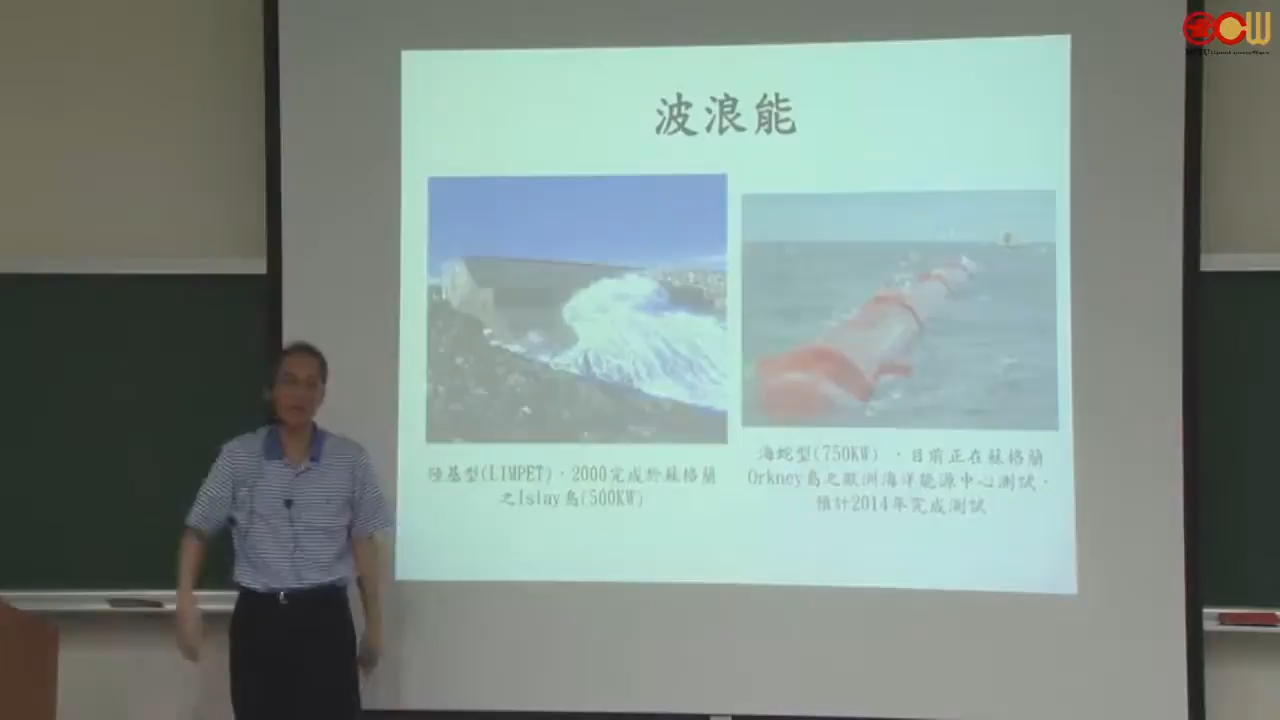 OCW
波浪能
陸基型(LIMPET)，2000完成於蘇格蘭
之Islay島(500KW)
海蛇型(750KW) ，目前正在蘇格蘭
Orkney島之歐洲海洋能源中心測試，
預計2014年完成測試